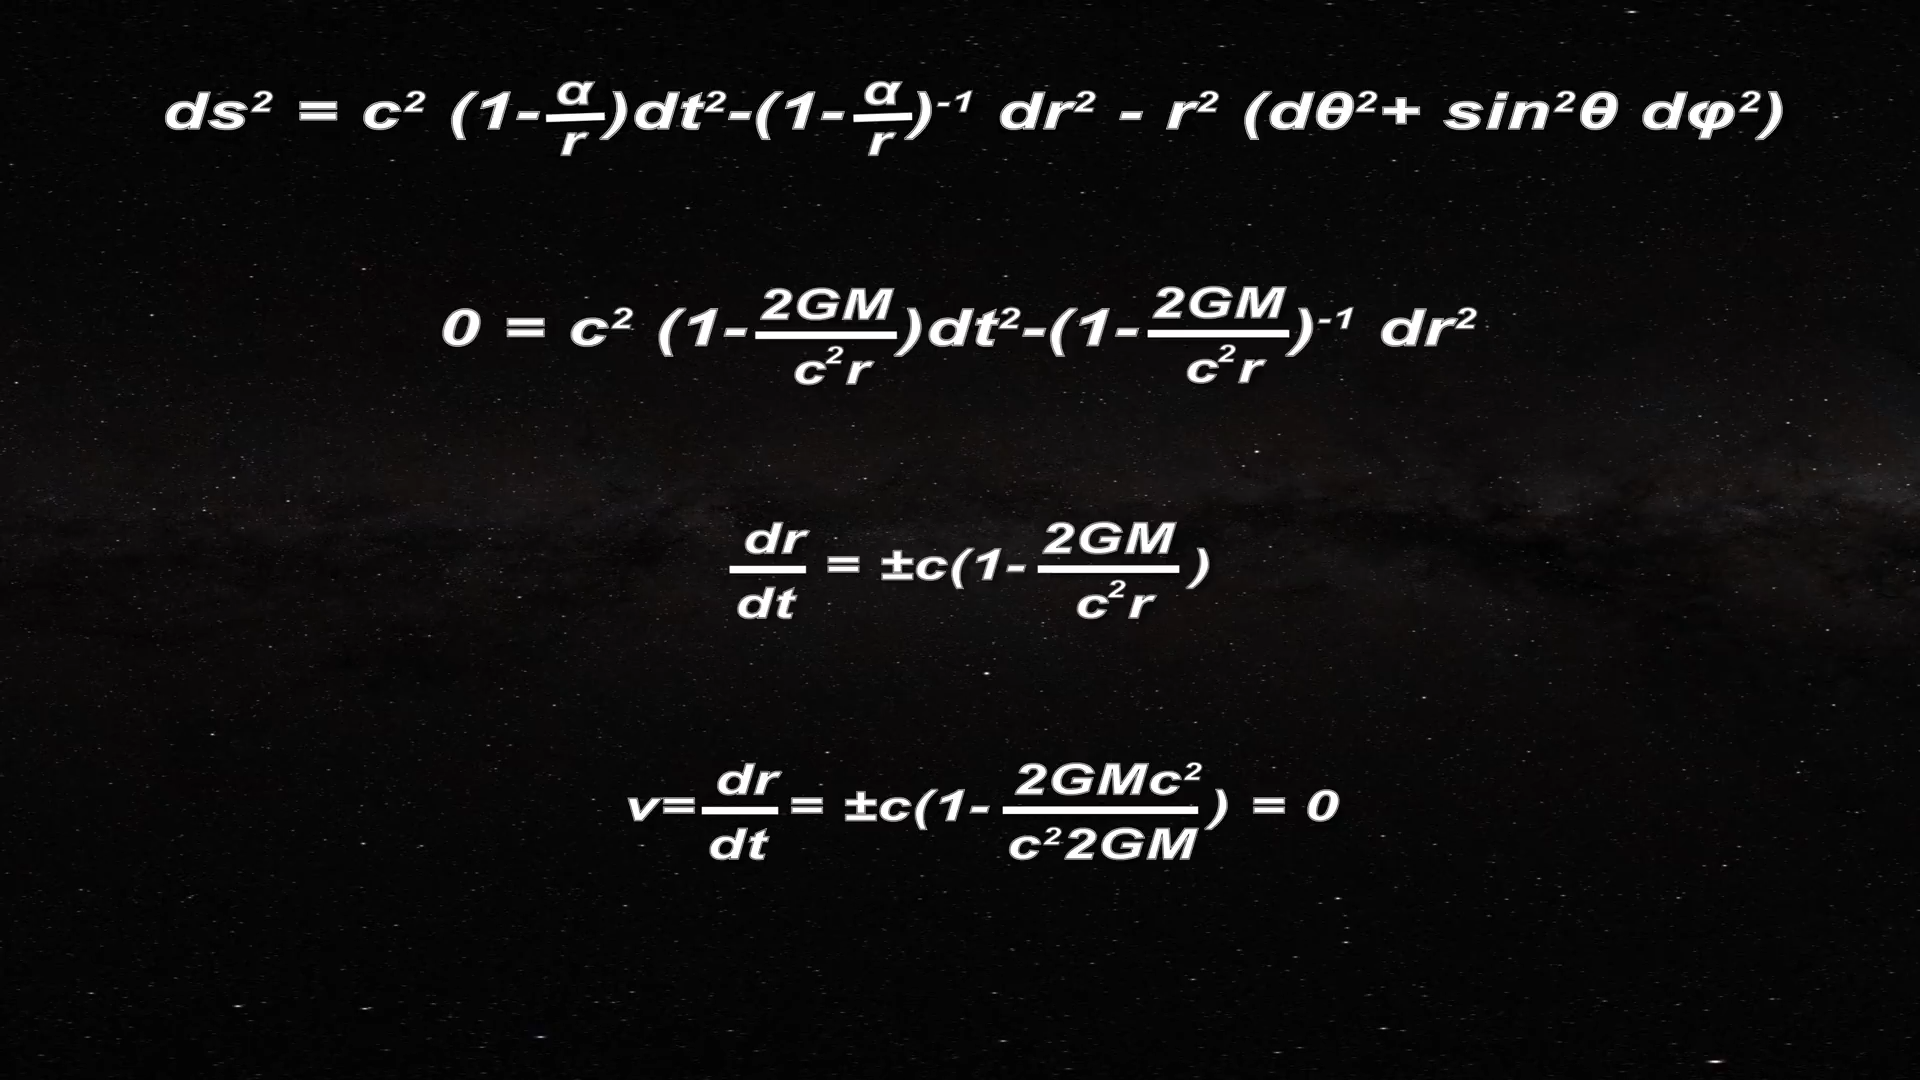 ds² = c² (1-α/r)dt²-(1-α/r)⁻¹ dr² - r² (dθ²+ sin²θ dφ²)
0 = c² (1-2GM/c²r)dt²-(1-2GM/c²r)⁻¹ dr²
dr/dt = ±c(1-2GM/c²r)
v=dr/dt= ±c(1- 2GMc²/c²2GM) = 0